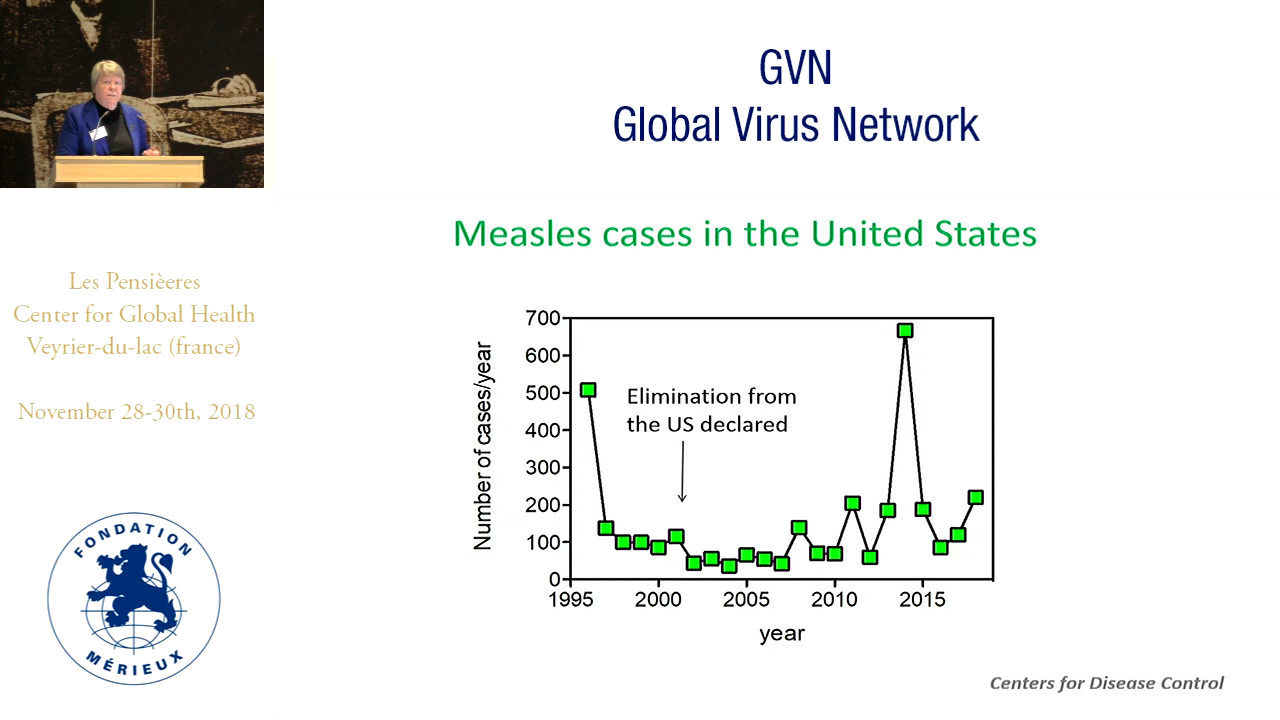 GVN
Global Virus Network
Les Pensièeres
Center for Global Health
Veyrier-du-lac (france)
November 28-30th, 2018
FONDATION
MÉRIEUX
Measles cases in the United States
Number of cases/year
700
600
500
400
300
200
100
0
Elimination from
the US declared
1995 2000 2005 2010 2015
year
Centers for Disease Control